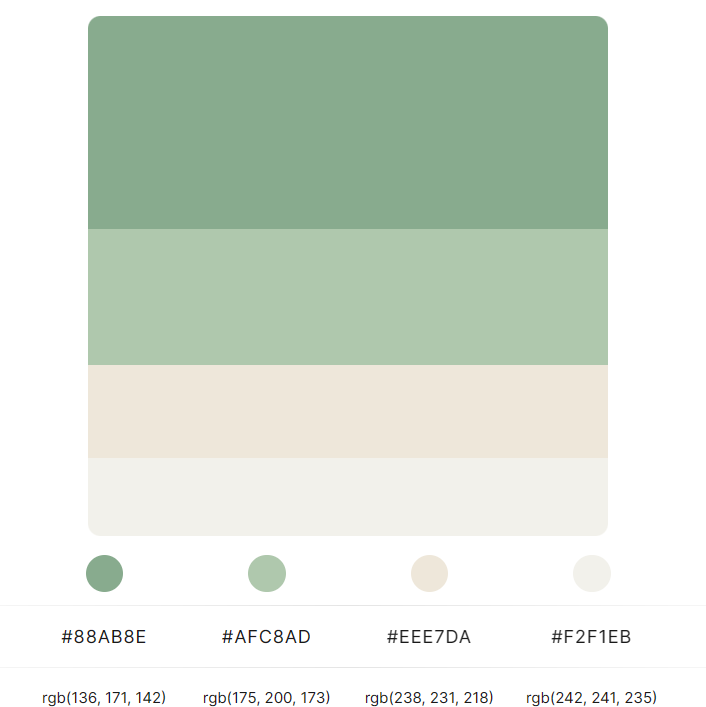 #88AB8E #AFC8AD #EEE7DA #F2F1EB
rgb(136, 171, 142) rgb(175, 200, 173) rgb(238, 231, 218) rgb(242, 241, 235)